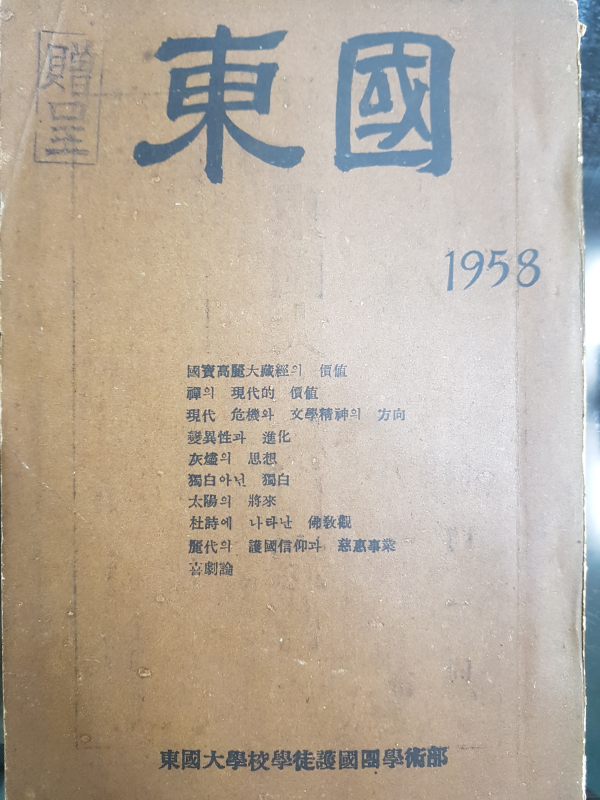 贈呈
東國
1958
國寶高麗大藏經의 價値
禪의 現代的 價値
現代 危機와 文學精神의 方向
變異性과 進化
灰燼의 思想
獨白아닌 獨白
太陽의 將來
杜詩에 나타난 佛敎觀
麗代의 護國信仰과 慈惠事業
喜劇論
東國大學校學徒護國團學術部